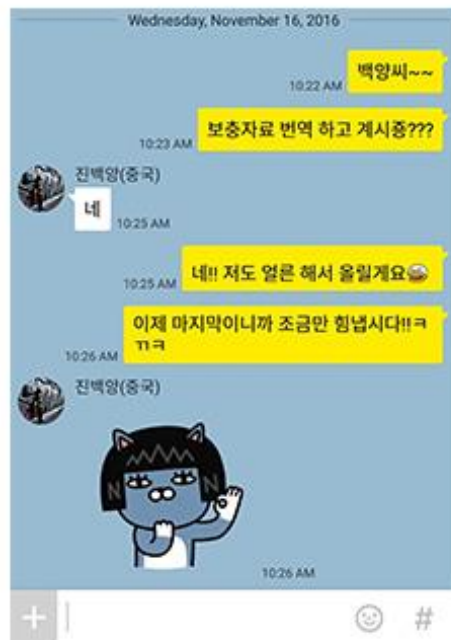 Wednesday, November 16, 2016
백양씨~~
10:22 AM
보충자료 번역 하고 계시죵???
10:23 AM
진백양(중국)
네
10:25 AM
네!! 저도 얼른 해서 올릴게요
10:25 AM
이제 마지막이니까 조금만 힘냅시다!!ㅋ
ㄲㅋ
10:26 AM
진백양(중국)
N N
10:26 AM
+
#